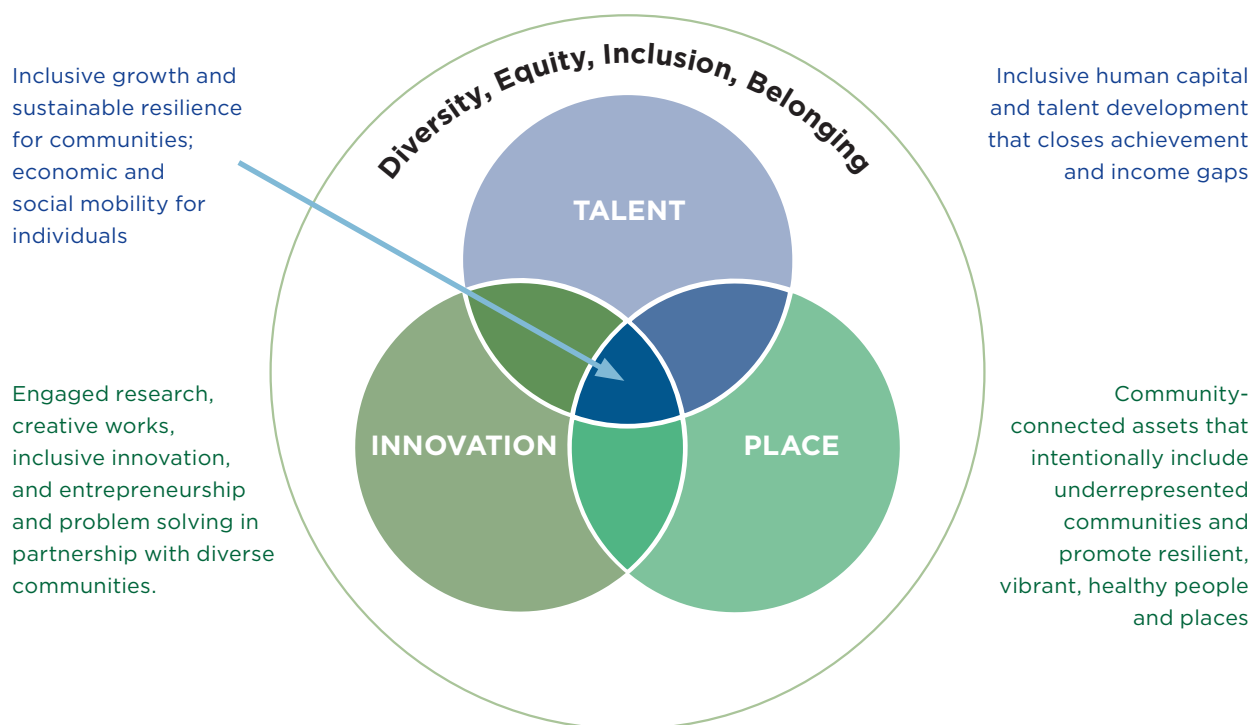 Diversity, Equity, Inclusion, Belonging
Inclusive growth and
sustainable resilience
for communities;
economic and
social mobility for
individuals
Inclusive human capital
and talent development
that closes achievement
and income gaps
TALENT
INNOVATION
PLACE
Engaged research,
creative works,
inclusive innovation,
and entrepreneurship
and problem solving in
partnership with diverse
communities.
Community-
connected assets that
intentionally include
underrepresented
communities and
promote resilient,
vibrant, healthy people
and places